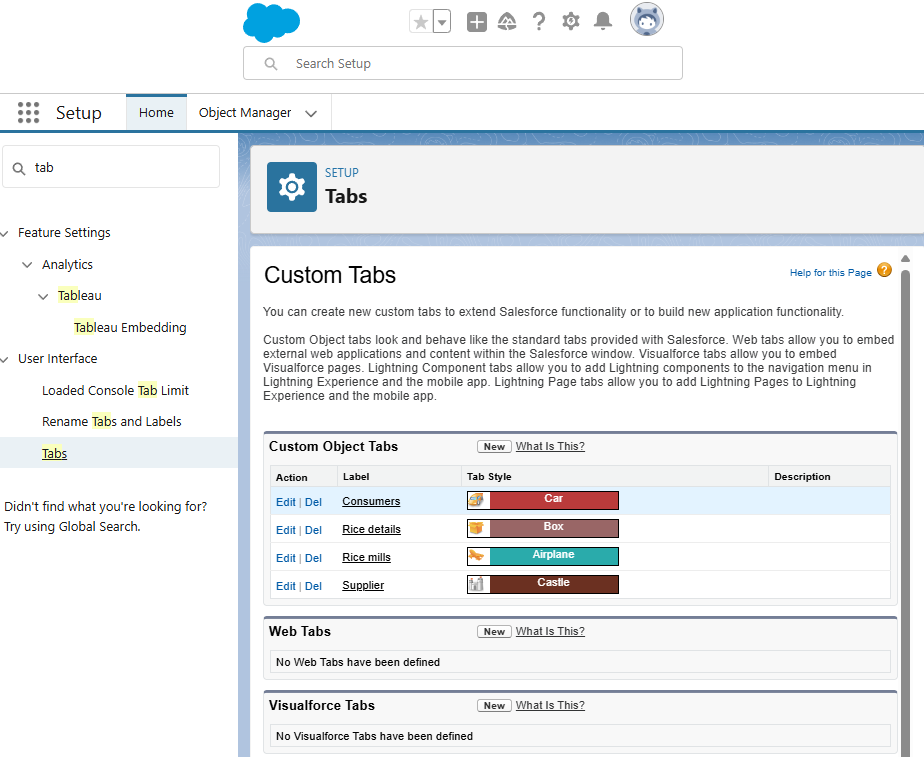 Search Setup
Setup
Home
Object Manager
tab
Feature Settings
Analytics
Tableau
Tableau Embedding
User Interface
Loaded Console Tab Limit
Rename Tabs and Labels
Tabs
Didn't find what you're looking for?
Try using Global Search.
SETUP
Tabs
Custom Tabs
Help for this Page ?
You can create new custom tabs to extend Salesforce functionality or to build new application functionality.
Custom Object tabs look and behave like the standard tabs provided with Salesforce. Web tabs allow you to embed
external web applications and content within the Salesforce window. Visualforce tabs allow you to embed
Visualforce pages. Lightning Component tabs allow you to add Lightning components to the navigation menu in
Lightning Experience and the mobile app. Lightning Page tabs allow you to add Lightning Pages to Lightning
Experience and the mobile app.
Custom Object Tabs New What Is This?
Action Label Tab Style Description
Edit | Del Consumers Car
Edit | Del Rice details Box
Edit | Del Rice mills Airplane
Edit | Del Supplier Castle
Web Tabs New What Is This?
No Web Tabs have been defined
Visualforce Tabs New What Is This?
No Visualforce Tabs have been defined